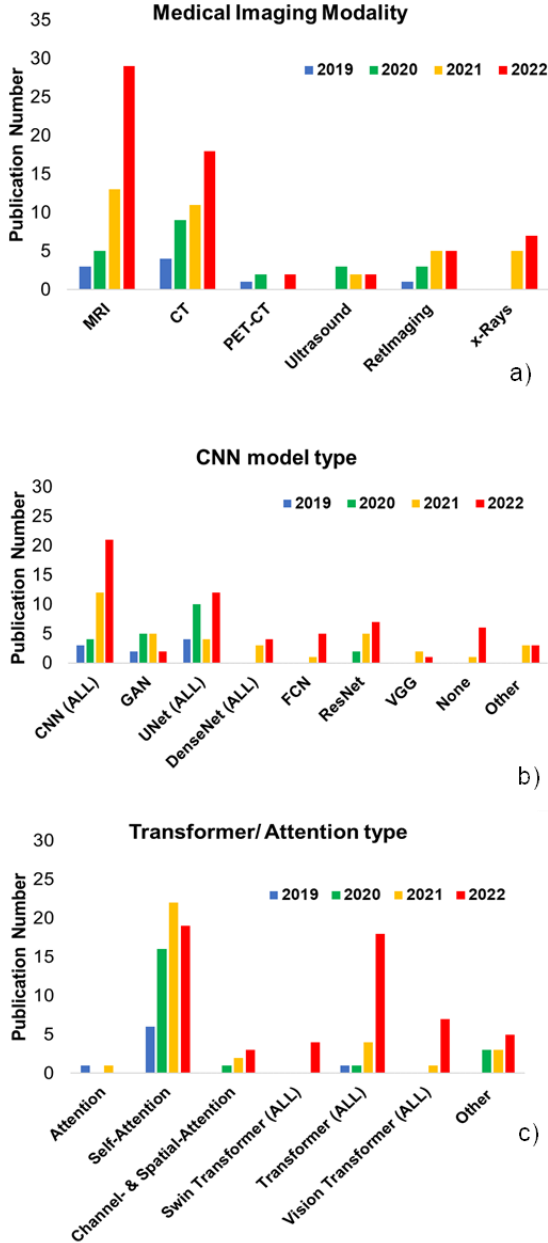 Medical Imaging Modality
Publication Number
35
30
25
20
15
10
5
0
2019 2020 2021 2022
MRI
CT
PET-CT
Ultrasound
RetImaging
x-Rays
a)
CNN model type
Publication Number
30
25
20
15
10
5
0
2019 2020 2021 2022
CNN (ALL)
GAN
UNet (ALL)
DenseNet (ALL)
FCN
ResNet
VGG
None
Other
b)
Transformer/ Attention type
Publication Number
30
25
20
15
10
5
0
2019 2020 2021 2022
Attention
Self-Attention
Channel- & Spatial-Attention
Swin Transformer (ALL)
Transformer (ALL)
Vision Transformer (ALL)
Other
c)